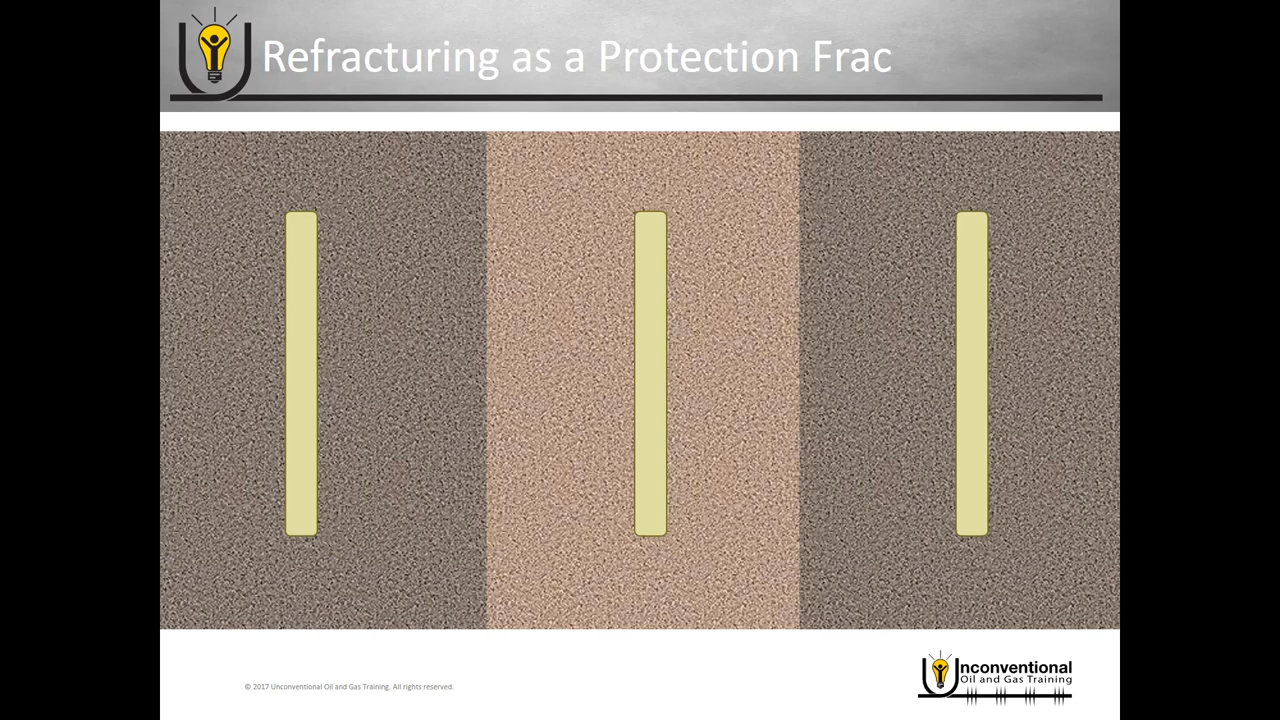 Refracturing as a Protection Frac
© 2017 Unconventional Oil and Gas Training. All rights reserved.
Unconventional
Oil and Gas Training